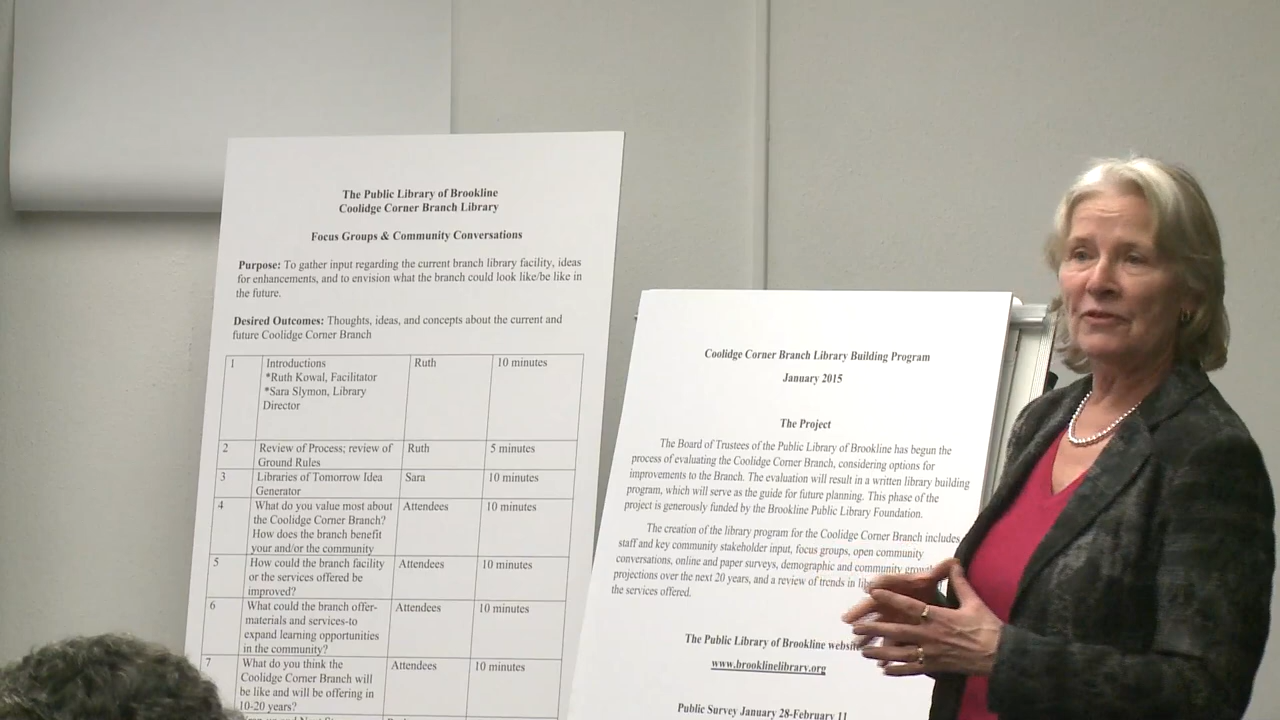 The Public Library of Brookline
Coolidge Corner Branch Library
Focus Groups & Community Conversations
Purpose: To gather input regarding the current branch library facility, ideas
for enhancements, and to envision what the branch could look like/be like in
the future.
Desired Outcomes: Thoughts, ideas, and concepts about the current and
future Coolidge Corner Branch
1 Introductions Ruth 10 minutes
*Ruth Kowal, Facilitator
*Sara Slymon, Library
Director
2 Review of Process; review of Ruth 5 minutes
Ground Rules
3 Libraries of Tomorrow Idea Sara 10 minutes
Generator
4 What do you value most about Attendees 10 minutes
the Coolidge Corner Branch?
How does the branch benefit
your and/or the community
5 How could the branch facility Attendees 10 minutes
or the services offered be
improved?
6 What could the branch offer- Attendees 10 minutes
materials and services-to
expand learning opportunities
in the community?
7 What do you think the Attendees 10 minutes
Coolidge Corner Branch will
be like and will be offering in
10-20 years?
Coolidge Corner Branch Library Building Program
January 2015
The Project
The Board of Trustees of the Public Library of Brookline has begun the
process of evaluating the Coolidge Corner Branch, considering options for
improvements to the Branch. The evaluation will result in a written library building
program, which will serve as the guide for future planning. This phase of the
project is generously funded by the Brookline Public Library Foundation.
The creation of the library program for the Coolidge Corner Branch includes
staff and key community stakeholder input, focus groups, open community
conversations, online and paper surveys, demographic and community
projections over the next 20 years, and a review of trends in
the services offered.
The Public Library of Brookline
www.brooklinelibrary.org
Public Survey January 28-February 11